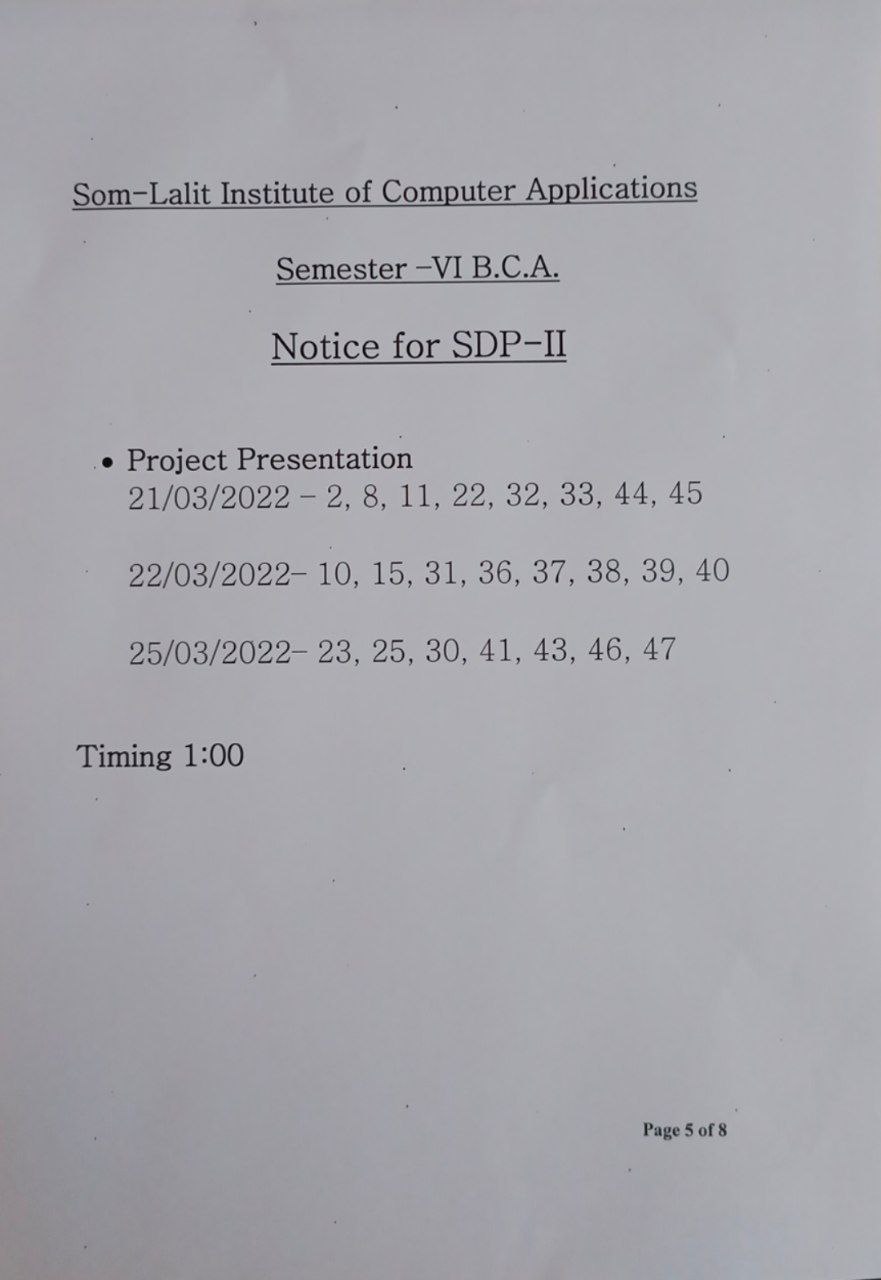 Som-Lalit Institute of Computer Applications
Semester -VI B.C.A.
Notice for SDP-II
• Project Presentation
21/03/2022 - 2, 8, 11, 22, 32, 33, 44, 45
22/03/2022- 10, 15, 31, 36, 37, 38, 39, 40
25/03/2022- 23, 25, 30, 41, 43, 46, 47
Timing 1:00
Page 5 of 8